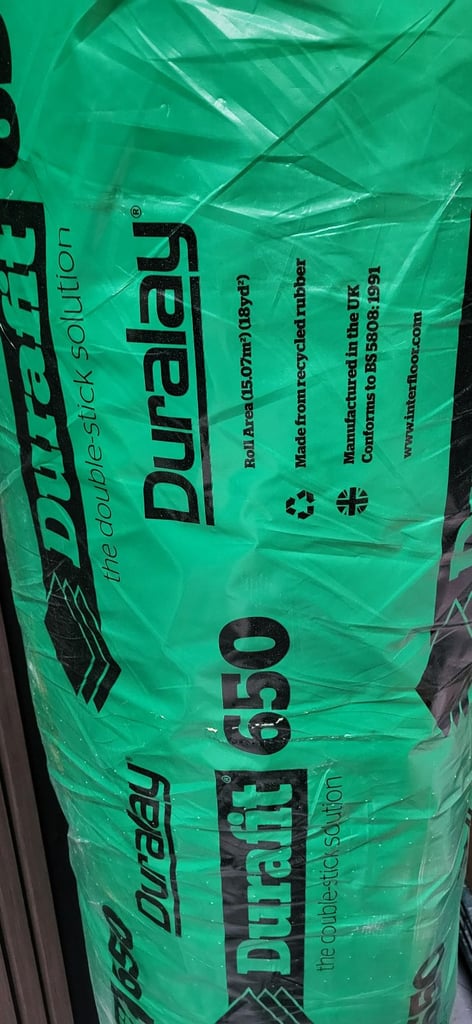 Durafit
the double-stick solution
Duralay®
Roll Area (15.07m²) (18yd²)
Made from recycled rubber
Manufactured in the UK
Conforms to BS 5808: 1991
www.interfloor.com
650
Duralay
Durafit®
the double-stick solution
650
650